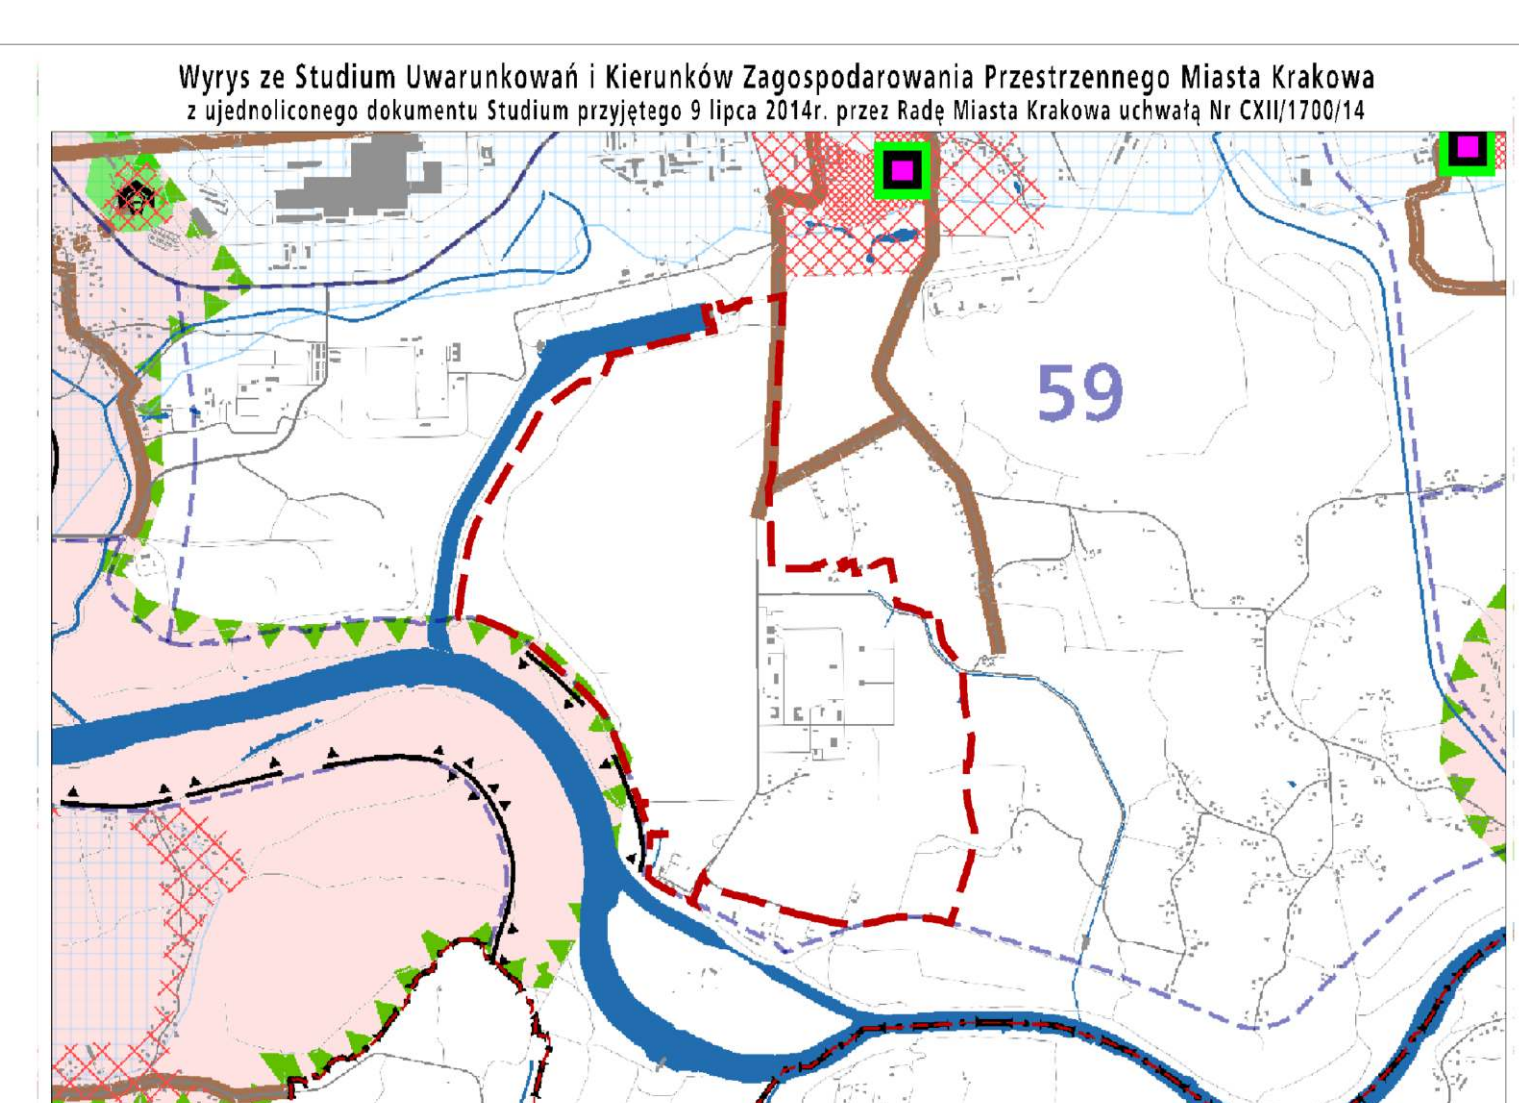 Wyrys ze Studium Uwarunkowań i Kierunków Zagospodarowania Przestrzennego Miasta Krakowa
z ujednoliconego dokumentu Studium przyjętego 9 lipca 2014r. przez Radę Miasta Krakowa uchwałą Nr CXII/1700/14
59